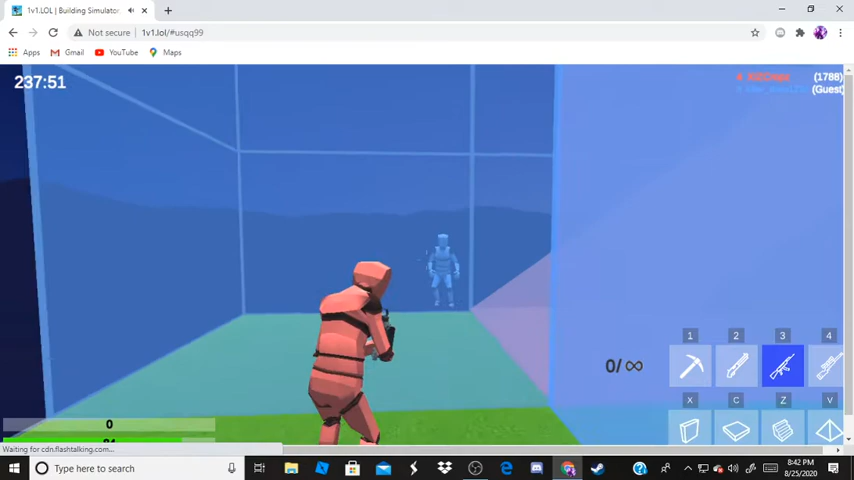 1v1.LOL | Building Simulator
Not secure | 1v1.lol/#usqq99
Apps Gmail YouTube Maps
237:51
(1788)
(Guest)
1 2 3 4
0/∞
X C Z V
0
Waiting for cdn.flashtalking.com...
Type here to search
8:42 PM
8/25/2020